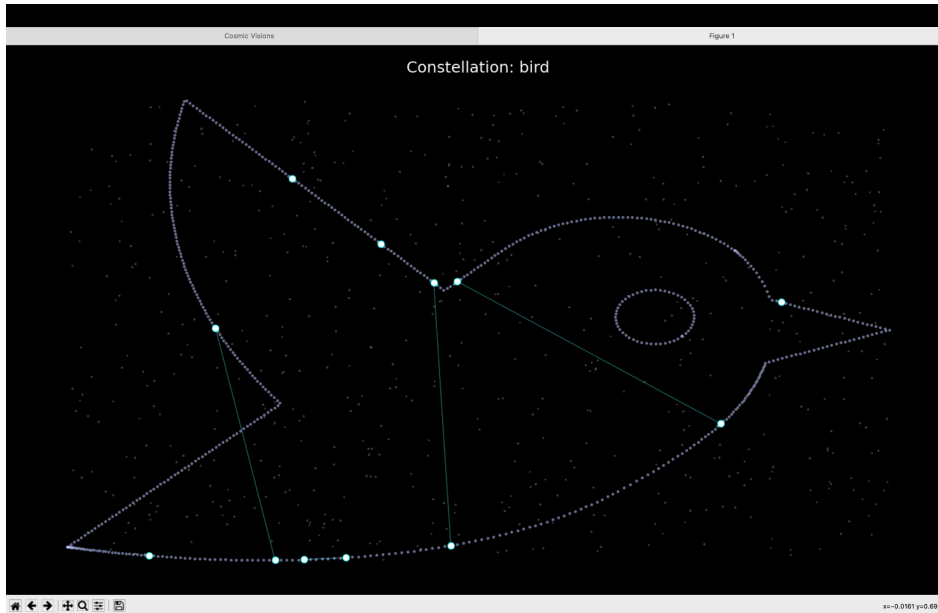 Cosmic Visions
Figure 1
Constellation: bird
x=−0.0161 y=0.69